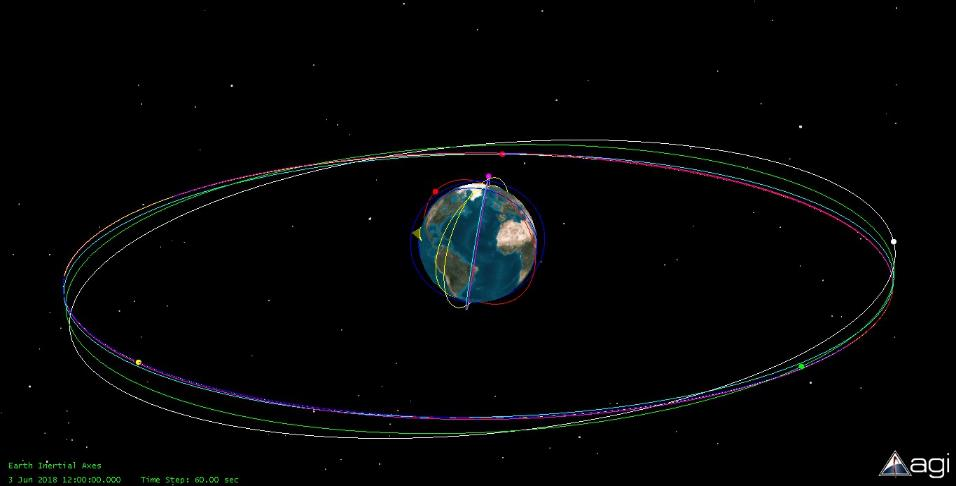 agi
Earth Inertial Axes
3 Jun 2018 12:00:00.000 Time Step: 60.00 sec